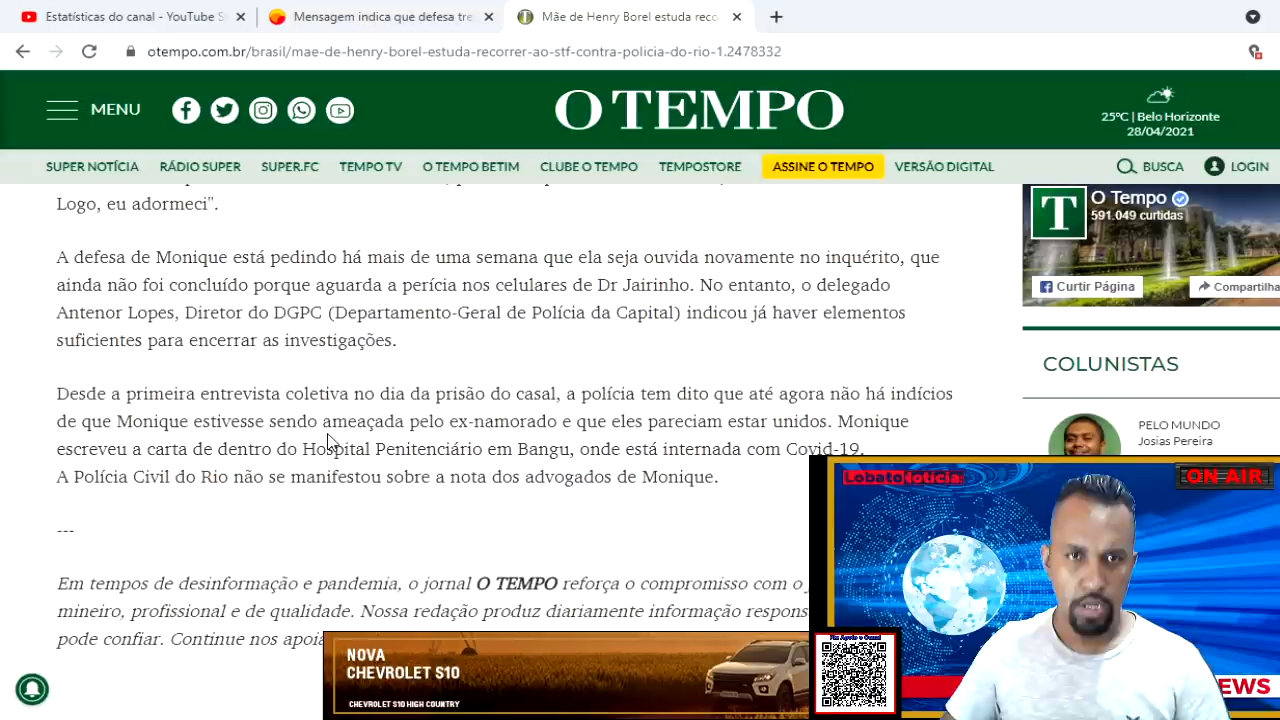 Estatísticas do canal - YouTube S
Mensagem indica que defesa tre
Mãe de Henry Borel estuda reco
otempo.com.br/brasil/mae-de-henry-borel-estuda-recorrer-ao-stf-contra-policia-do-rio-1.2478332
MENU
O TEMPO
25ºC | Belo Horizonte
28/04/2021
SUPER NOTÍCIA RÁDIO SUPER SUPER.FC TEMPO TV O TEMPO BETIM CLUBE O TEMPO TEMPOSTORE ASSINE O TEMPO VERSÃO DIGITAL BUSCA LOGIN
Logo, eu adormeci".
A defesa de Monique está pedindo há mais de uma semana que ela seja ouvida novamente no inquérito, que
ainda não foi concluído porque aguarda a perícia nos celulares de Dr Jairinho. No entanto, o delegado
Antenor Lopes, Diretor do DGPC (Departamento-Geral de Polícia da Capital) indicou já haver elementos
suficientes para encerrar as investigações.
Desde a primeira entrevista coletiva no dia da prisão do casal, a polícia tem dito que até agora não há indícios
de que Monique estivesse sendo ameaçada pelo ex-namorado e que eles pareciam estar unidos. Monique
escreveu a carta de dentro do Hospital Penitenciário em Bangu, onde está internada com Covid-19.
A Polícia Civil do Rio não se manifestou sobre a nota dos advogados de Monique.
---
Em tempos de desinformação e pandemia, o jornal O TEMPO reforça o compromisso com o
mineiro, profissional e de qualidade. Nossa redação produz diariamente informação respons
pode confiar. Continue nos apoia
T
O Tempo
591.049 curtidas
Curtir Página
Compartilha
COLUNISTAS
PELO MUNDO
Josias Pereira
LobatoNotícia:
ON AIR
Pix Apoie o Canal
EWS
NOVA
CHEVROLET S10
CHEVROLET S10 HIGH COUNTRY